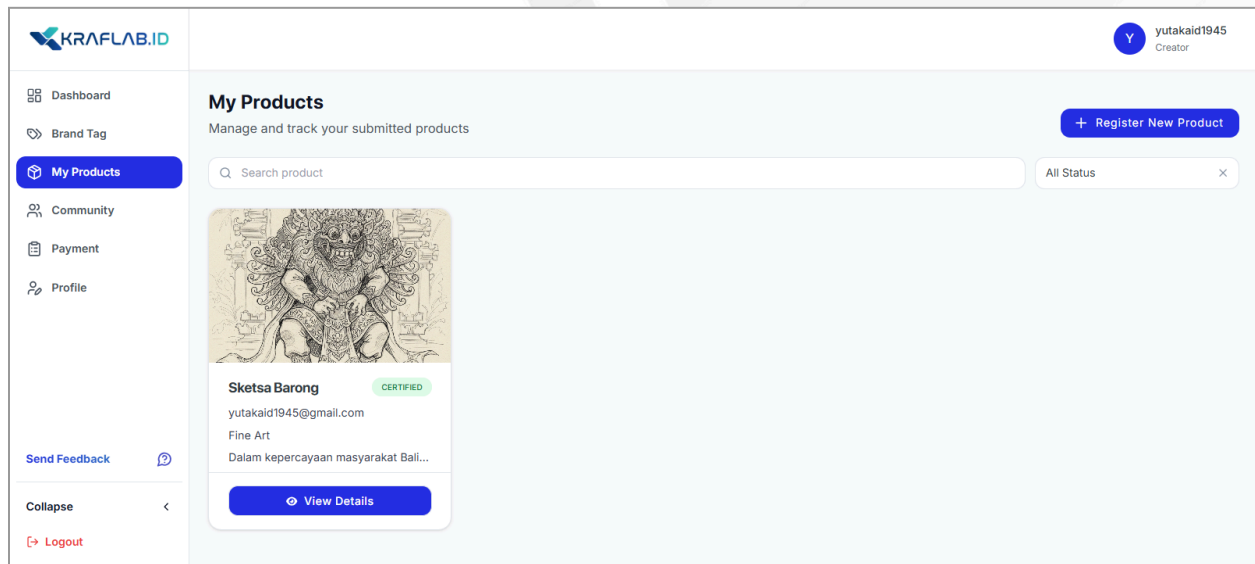 KRAFLAB.ID
Y
yutakaid1945
Creator
Dashboard
Brand Tag
My Products
Community
Payment
Profile
Send Feedback
Collapse
Logout
My Products
Manage and track your submitted products
+ Register New Product
Search product
All Status
Sketsa Barong
CERTIFIED
yutakaid1945@gmail.com
Fine Art
Dalam kepercayaan masyarakat Bali...
View Details